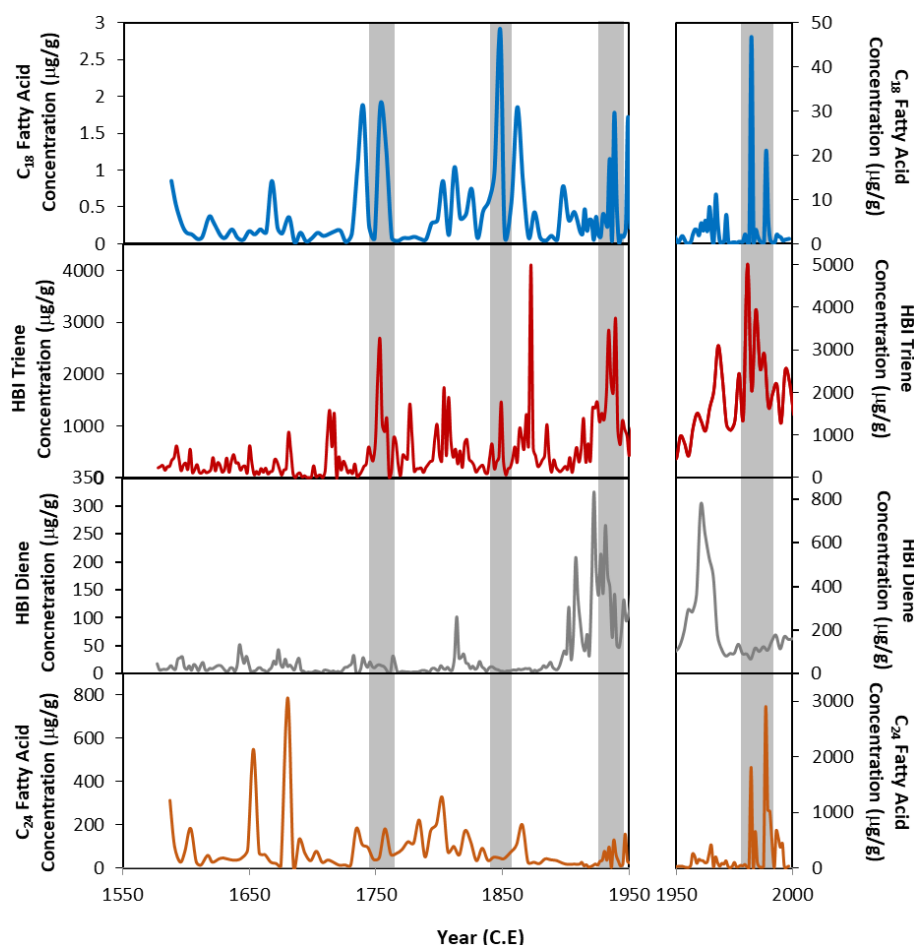 C18 Fatty Acid
Concentration (µg/g)
3
2.5
2
1.5
1
0.5
0
50
40
30
20
10
0
C18 Fatty Acid
Concentration (µg/g)
HBI Triene
Concentration (µg/g)
4000
3000
2000
1000
0
5000
4000
3000
2000
1000
0
HBI Triene
Concentration (µg/g)
HBI Diene
Concnetration (µg/g)
350
300
250
200
150
100
50
0
800
600
400
200
0
HBI Diene
Concentration (µg/g)
C24 Fatty Acid
Concentration (µg/g)
800
600
400
200
0
3000
2000
1000
0
C24 Fatty Acid
Concentration (µg/g)
1550 1650 1750 1850 1950 1950 2000
Year (C.E)